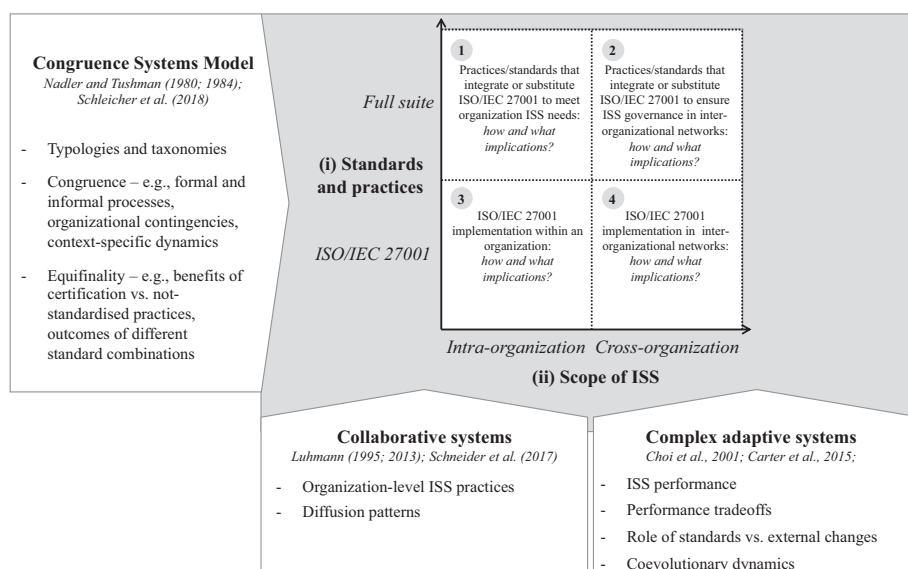 Congruence Systems Model
Nadler and Tushman (1980; 1984);
Schleicher et al. (2018)
- Typologies and taxonomies
- Congruence – e.g., formal and
informal processes,
organizational contingencies,
context-specific dynamics
- Equifinality – e.g., benefits of
certification vs. not-
standardised practices,
outcomes of different
standard combinations
Full suite
(i) Standards
and practices
ISO/IEC 27001
1
Practices/standards that
integrate or substitute
ISO/IEC 27001 to meet
organization ISS needs:
how and what
implications?
2
Practices/standards that
integrate or substitute
ISO/IEC 27001 to ensure
ISS governance in inter-
organizational networks:
how and what
implications?
3
ISO/IEC 27001
implementation within an
organization:
how and what
implications?
4
ISO/IEC 27001
implementation in inter-
organizational networks:
how and what
implications?
Intra-organization Cross-organization
(ii) Scope of ISS
Collaborative systems
Luhmann (1995; 2013); Schneider et al. (2017)
- Organization-level ISS practices
- Diffusion patterns
Complex adaptive systems
Choi et al., 2001; Carter et al., 2015;
- ISS performance
- Performance tradeoffs
- Role of standards vs. external changes
- Coevolutionary dynamics